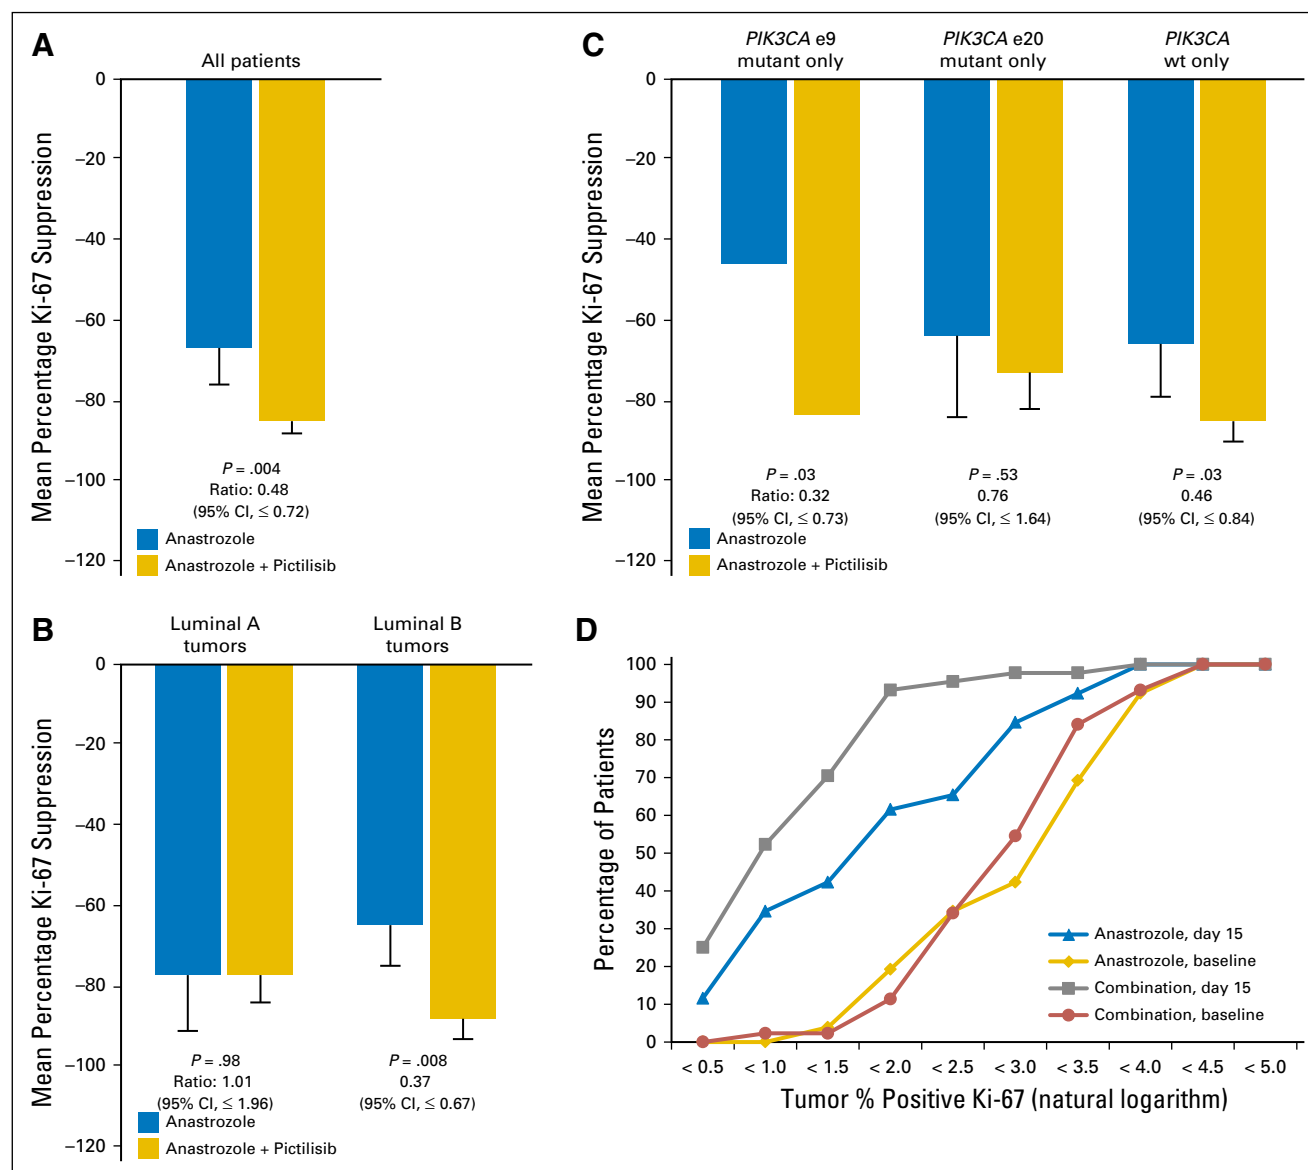 A
All patients
0
–20
–40
–60
–80
–100
–120
Mean Percentage Ki-67 Suppression
P = .004
Ratio: 0.48
(95% CI, ≤ 0.72)
Anastrozole
Anastrozole + Pictilisib
C
PIK3CA e9
mutant only
PIK3CA e20
mutant only
PIK3CA
wt only
0
–20
–40
–60
–80
–100
–120
Mean Percentage Ki-67 Suppression
P = .03
Ratio: 0.32
(95% CI, ≤ 0.73)
P = .53
0.76
(95% CI, ≤ 1.64)
P = .03
0.46
(95% CI, ≤ 0.84)
Anastrozole
Anastrozole + Pictilisib
B
Luminal A
tumors
Luminal B
tumors
0
–20
–40
–60
–80
–100
–120
Mean Percentage Ki-67 Suppression
P = .98
Ratio: 1.01
(95% CI, ≤ 1.96)
P = .008
0.37
(95% CI, ≤ 0.67)
Anastrozole
Anastrozole + Pictilisib
D
100
90
80
70
60
50
40
30
20
10
0
Percentage of Patients
Anastrozole, day 15
Anastrozole, baseline
Combination, day 15
Combination, baseline
< 0.5 < 1.0 < 1.5 < 2.0 < 2.5 < 3.0 < 3.5 < 4.0 < 4.5 < 5.0
Tumor % Positive Ki-67 (natural logarithm)